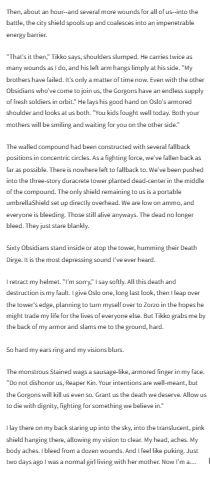 Then, about an hour--and several more wounds for all of us--into the
battle, the city shield spools up and coalesces into an impenetrable
energy barrier.
"That's it then," Tikko says, shoulders slumped. He carries twice as
many wounds as I do, and his left arm hangs limply at his side. "My
brothers have failed. It's only a matter of time now. Even with the other
Obsidians who've come to join us, the Gorgons have an endless supply
of fresh soldiers in orbit." He lays his good hand on Oslo's armored
shoulder and looks at us both. "You kids fought well today. Both your
mothers will be smiling and waiting for you on the other side."
The walled compound had been constructed with several fallback
positions in concentric circles. As a fighting force, we've fallen back as
far as possible. There is nowhere left to fallback to. We've been pushed
into the three-story duracrete tower planted dead-center in the middle
of the compound. The only shield remaining to us is a portable
umbrellaShield set up directly overhead. We are low on ammo, and
everyone is bleeding. Those still alive anyways. The dead no longer
bleed. They just stare blankly.
Sixty Obsidians stand inside or atop the tower, humming their Death
Dirge. It is the most depressing sound I've ever heard.
I retract my helmet. "I'm sorry," I say softly. All this death and
destruction is my fault. I give Oslo one, long last look, then I leap over
the tower's edge, planning to turn myself over to Zorzo in the hopes he
might trade my life for the lives of everyone else. But Tikko grabs me by
the back of my armor and slams me to the ground, hard.
So hard my ears ring and my visions blurs.
The monstrous Stained wags a sausage-like, armored finger in my face.
"Do not dishonor us, Reaper Kin. Your intentions are well-meant, but
the Gorgons will kill us even so. Grant us the death we deserve. Allow us
to die with dignity, fighting for something we believe in."
I lay there on my back staring up into the sky, into the translucent, pink
shield hanging there, allowing my vision to clear. My head, aches. My
body aches. I bleed from a dozen wounds. And I feel like puking. Just
two days ago I was a normal girl living with her mother. Now I'm a....